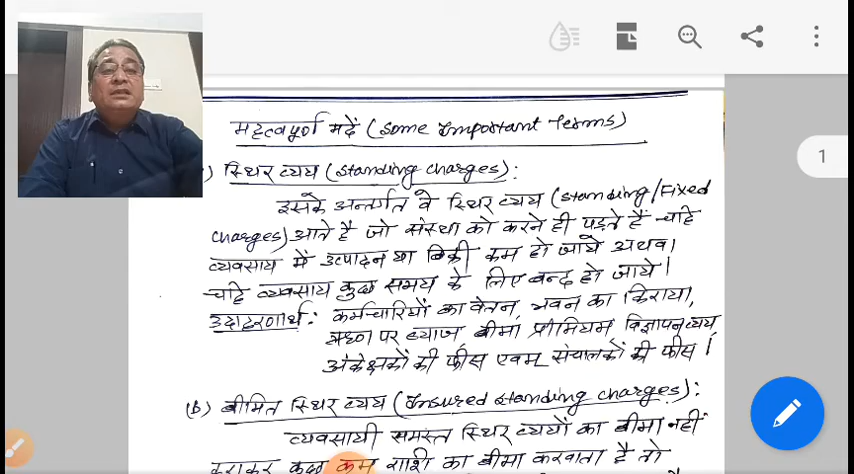 महत्वपूर्ण मदें (Some Important Terms)
) स्थिर व्यय (Standing charges):
इसके अन्तर्गत वे स्थिर व्यय (Standing/Fixed
charges) आते है जो संस्था को करने ही पड़ते हैं चाहे
व्यवसाय में उत्पादन या बिक्री कम हो जाये अथवा
चाहे व्यवसाय कुछ समय के लिए बन्द हो जाये।
उदाहरणार्थ: कर्मचारियों का वेतन, भवन का किराया,
ऋण पर ब्याज, बीमा प्रीमियम, विज्ञापन व्यय
अंकेक्षकों की फ़ीस एवम् संचालकों की फीस।
(b) बीमित स्थिर व्यय (Insured Standing charges):
व्यवसायी समस्त स्थिर व्ययों का बीमा नहीं
कराकर कुछ कम राशि का बीमा करवाता है तो
1